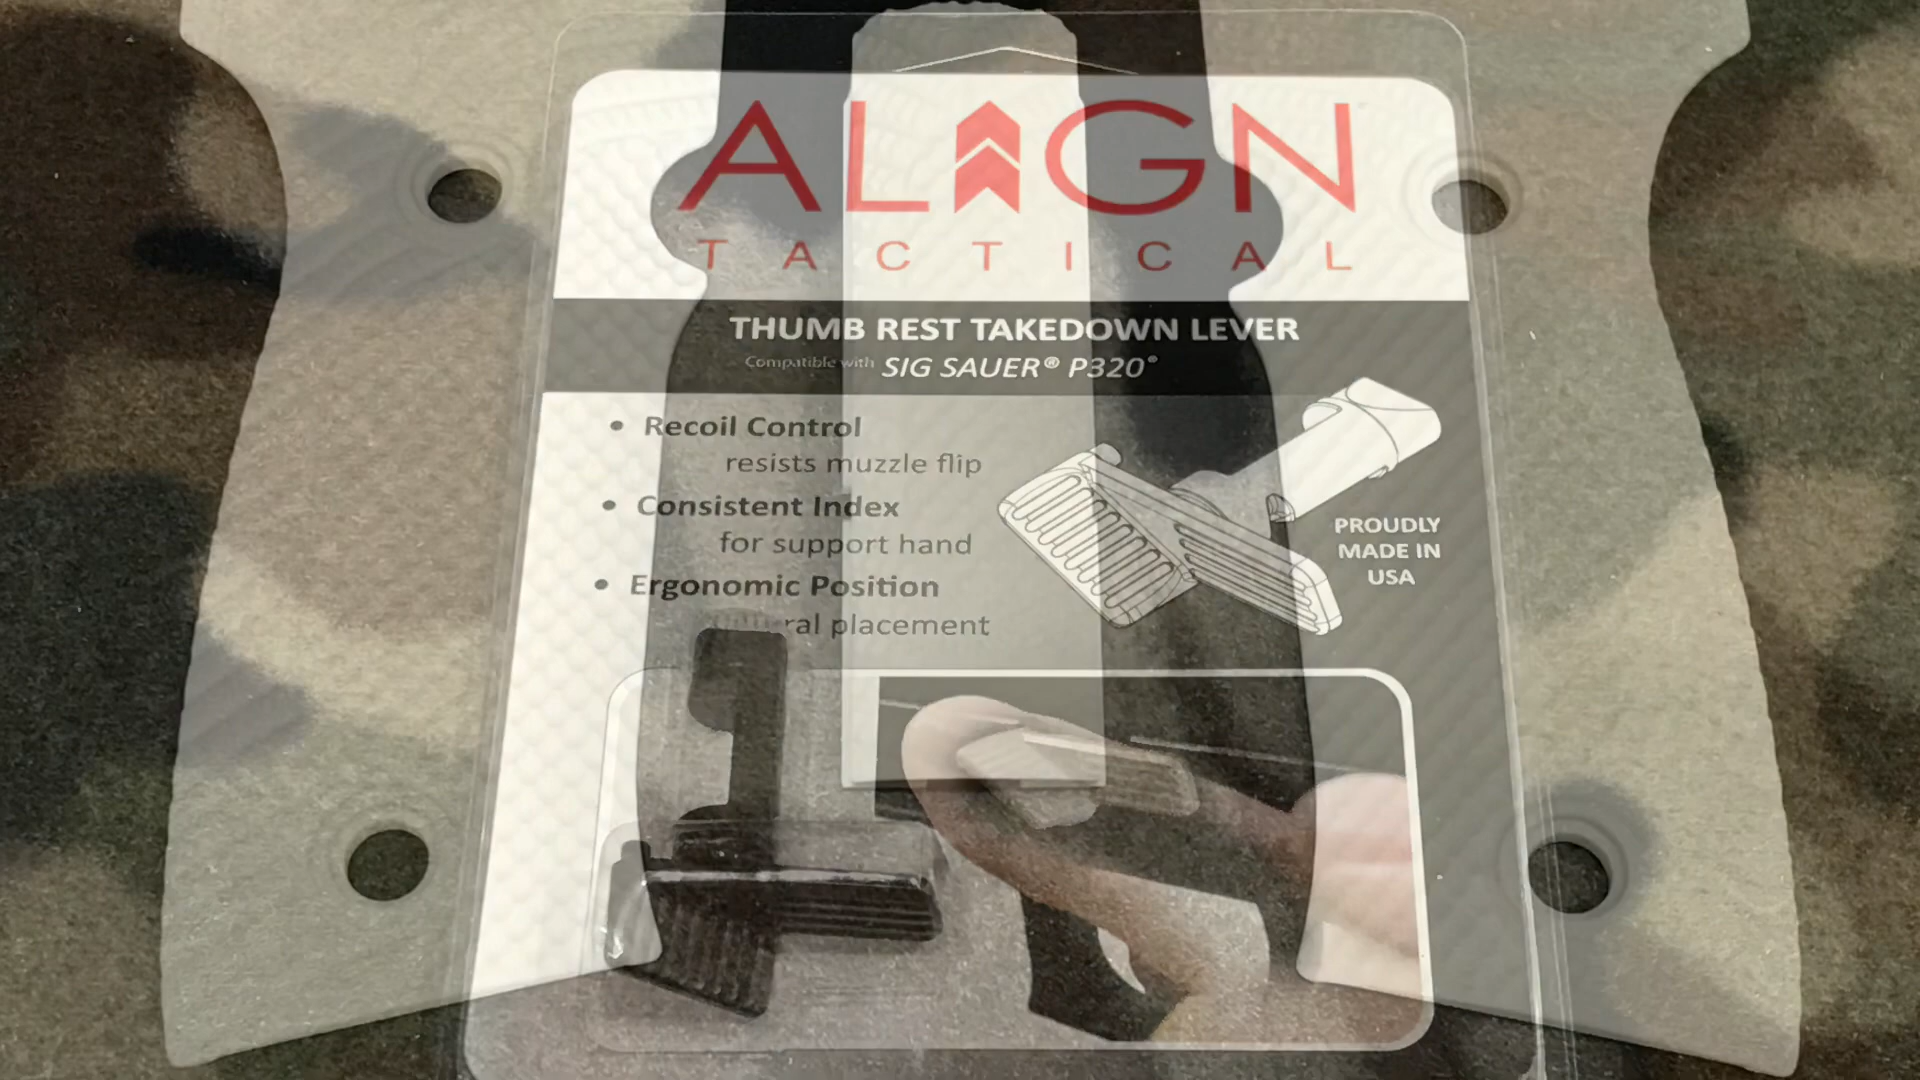 ALIGN
TACTICAL
THUMB REST TAKEDOWN LEVER
Compatible with SIG SAUER® P320®
• Recoil Control
resists muzzle flip
• Consistent Index
for support hand
• Ergonomic Position
placement
PROUDLY
MADE IN
USA